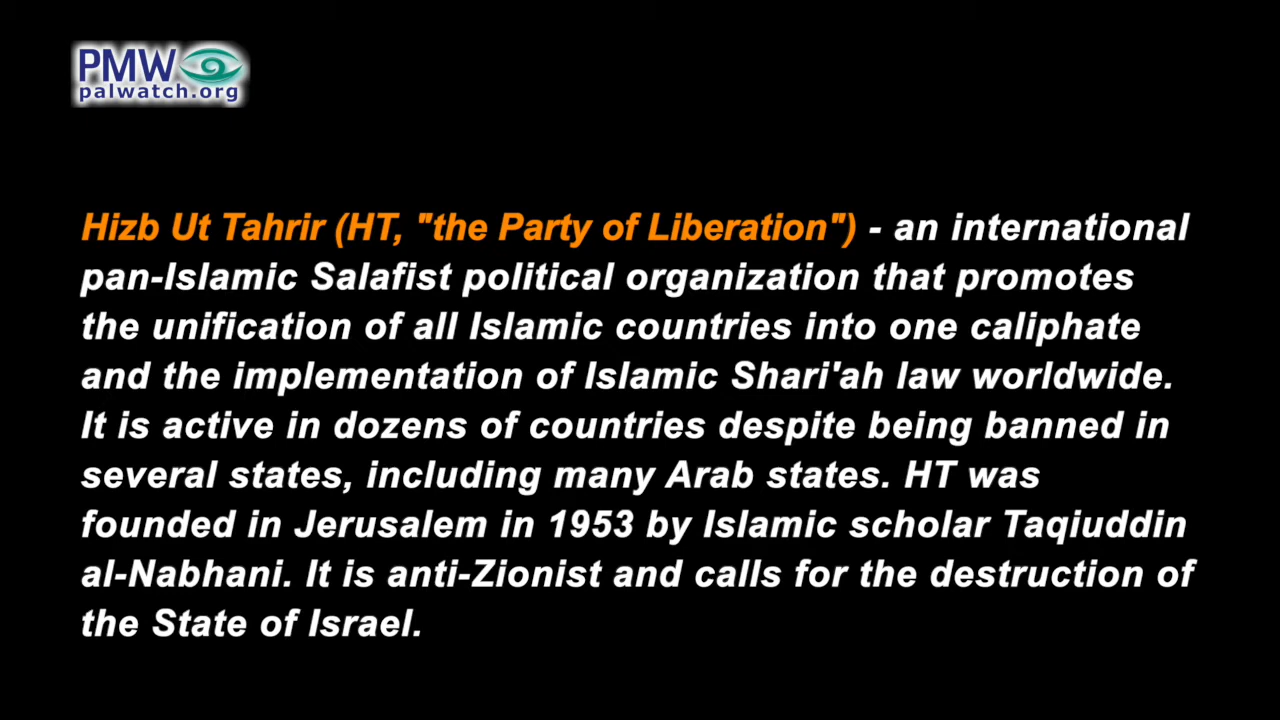 PMW
palwatch.org
Hizb Ut Tahrir (HT, "the Party of Liberation") - an international
pan-Islamic Salafist political organization that promotes
the unification of all Islamic countries into one caliphate
and the implementation of Islamic Shari'ah law worldwide.
It is active in dozens of countries despite being banned in
several states, including many Arab states. HT was
founded in Jerusalem in 1953 by Islamic scholar Taqiuddin
al-Nabhani. It is anti-Zionist and calls for the destruction of
the State of Israel.